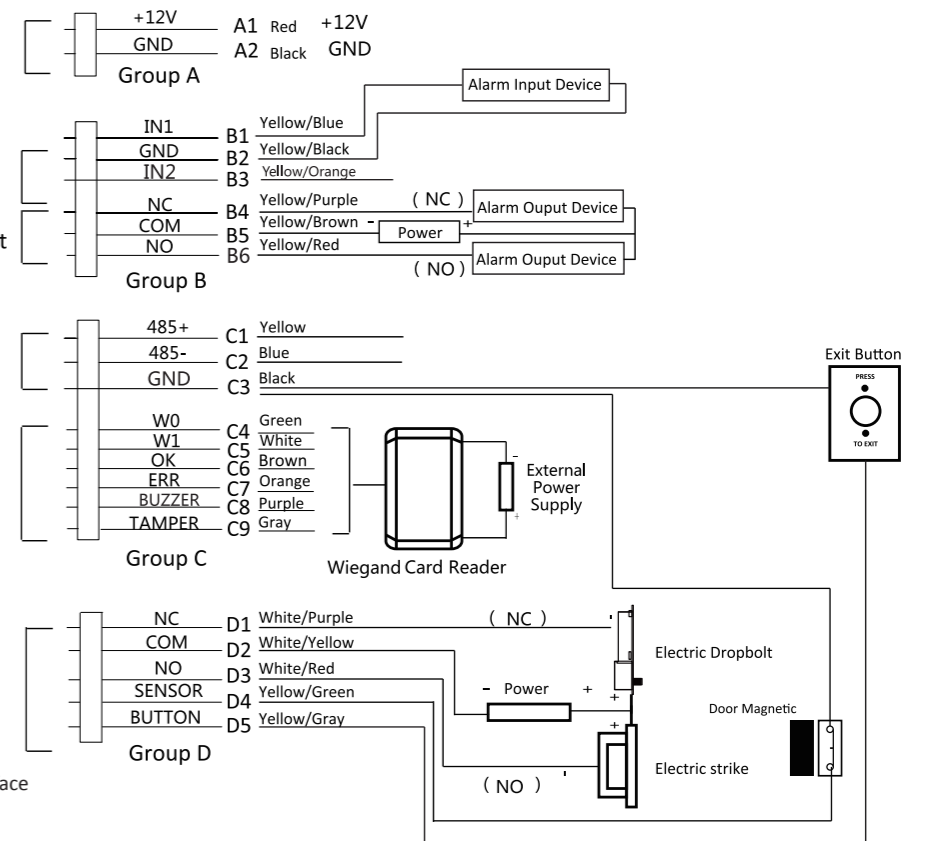 +12V A1 Red +12V
GND A2 Black GND
Group A
Alarm Input Device
IN1 B1 Yellow/Blue
GND B2 Yellow/Black
IN2 B3 Yellow/Orange
NC B4 Yellow/Purple ( NC ) Alarm Ouput Device
t COM B5 Yellow/Brown - Power +
NO B6 Yellow/Red ( NO ) Alarm Ouput Device
Group B
485+ C1 Yellow
485- C2 Blue
GND C3 Black
Exit Button
PRESS
TO EXIT
W0 C4 Green
W1 C5 White
OK C6 Brown
ERR C7 Orange
BUZZER C8 Purple
TAMPER C9 Gray
Group C
-
External
Power
Supply
+
Wiegand Card Reader
NC D1 White/Purple ( NC ) -
COM D2 White/Yellow
NO D3 White/Red
SENSOR D4 Yellow/Green
BUTTON D5 Yellow/Gray
Group D
Electric Dropbolt
- Power + +
+
Door Magnetic
Electric strike
( NO ) -
ace